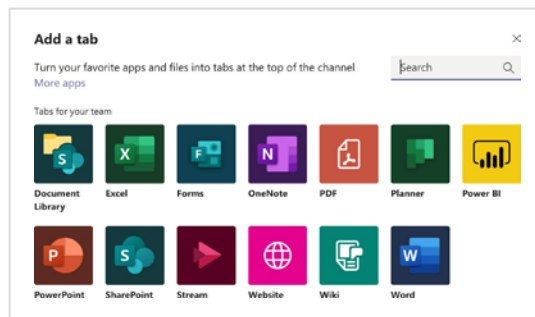 Add a tab
Turn your favorite apps and files into tabs at the top of the channel
Search
More apps
Tabs for your team
Document Library
Excel
Forms
OneNote
PDF
Planner
Power BI
PowerPoint
SharePoint
Stream
Website
Wiki
Word